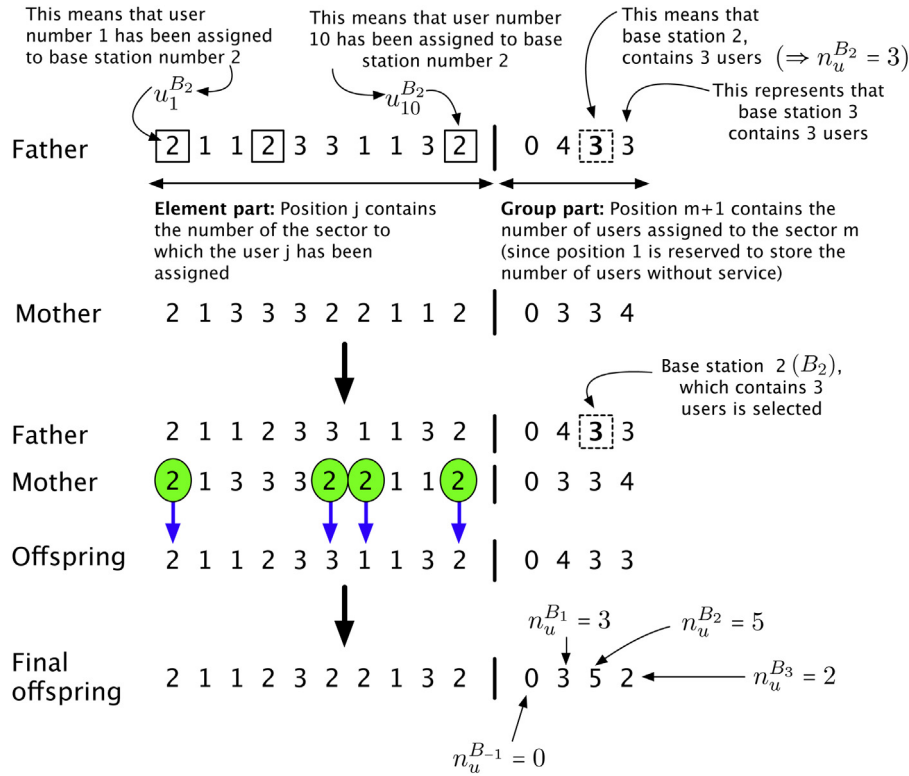 This means that user
number 1 has been assigned
to base station number 2
This means that user number
10 has been assigned to base
station number 2
This means that
base station 2,
contains 3 users (⇒ n_u^{B_2} = 3)
u_1^{B_2}
u_{10}^{B_2}
This represents that
base station 3
contains 3 users
Father 2 1 1 2 3 3 1 1 3 2 | 0 4 3 3
Element part: Position j contains
the number of the sector to
which the user j has been
assigned
Group part: Position m+1 contains the
number of users assigned to the sector m
(since position 1 is reserved to store the
number of users without service)
Mother 2 1 3 3 3 2 2 1 1 2 | 0 3 3 4
Base station 2 (B_2),
which contains 3
users is selected
Father 2 1 1 2 3 3 1 1 3 2 | 0 4 3 3
Mother 2 1 3 3 3 2 2 1 1 2 | 0 3 3 4
Offspring 2 1 1 2 3 3 1 1 3 2 | 0 4 3 3
n_u^{B_1} = 3
n_u^{B_2} = 5
Final
offspring 2 1 1 2 3 2 2 1 3 2 | 0 3 5 2
n_u^{B_3} = 2
n_u^{B_{-1}} = 0